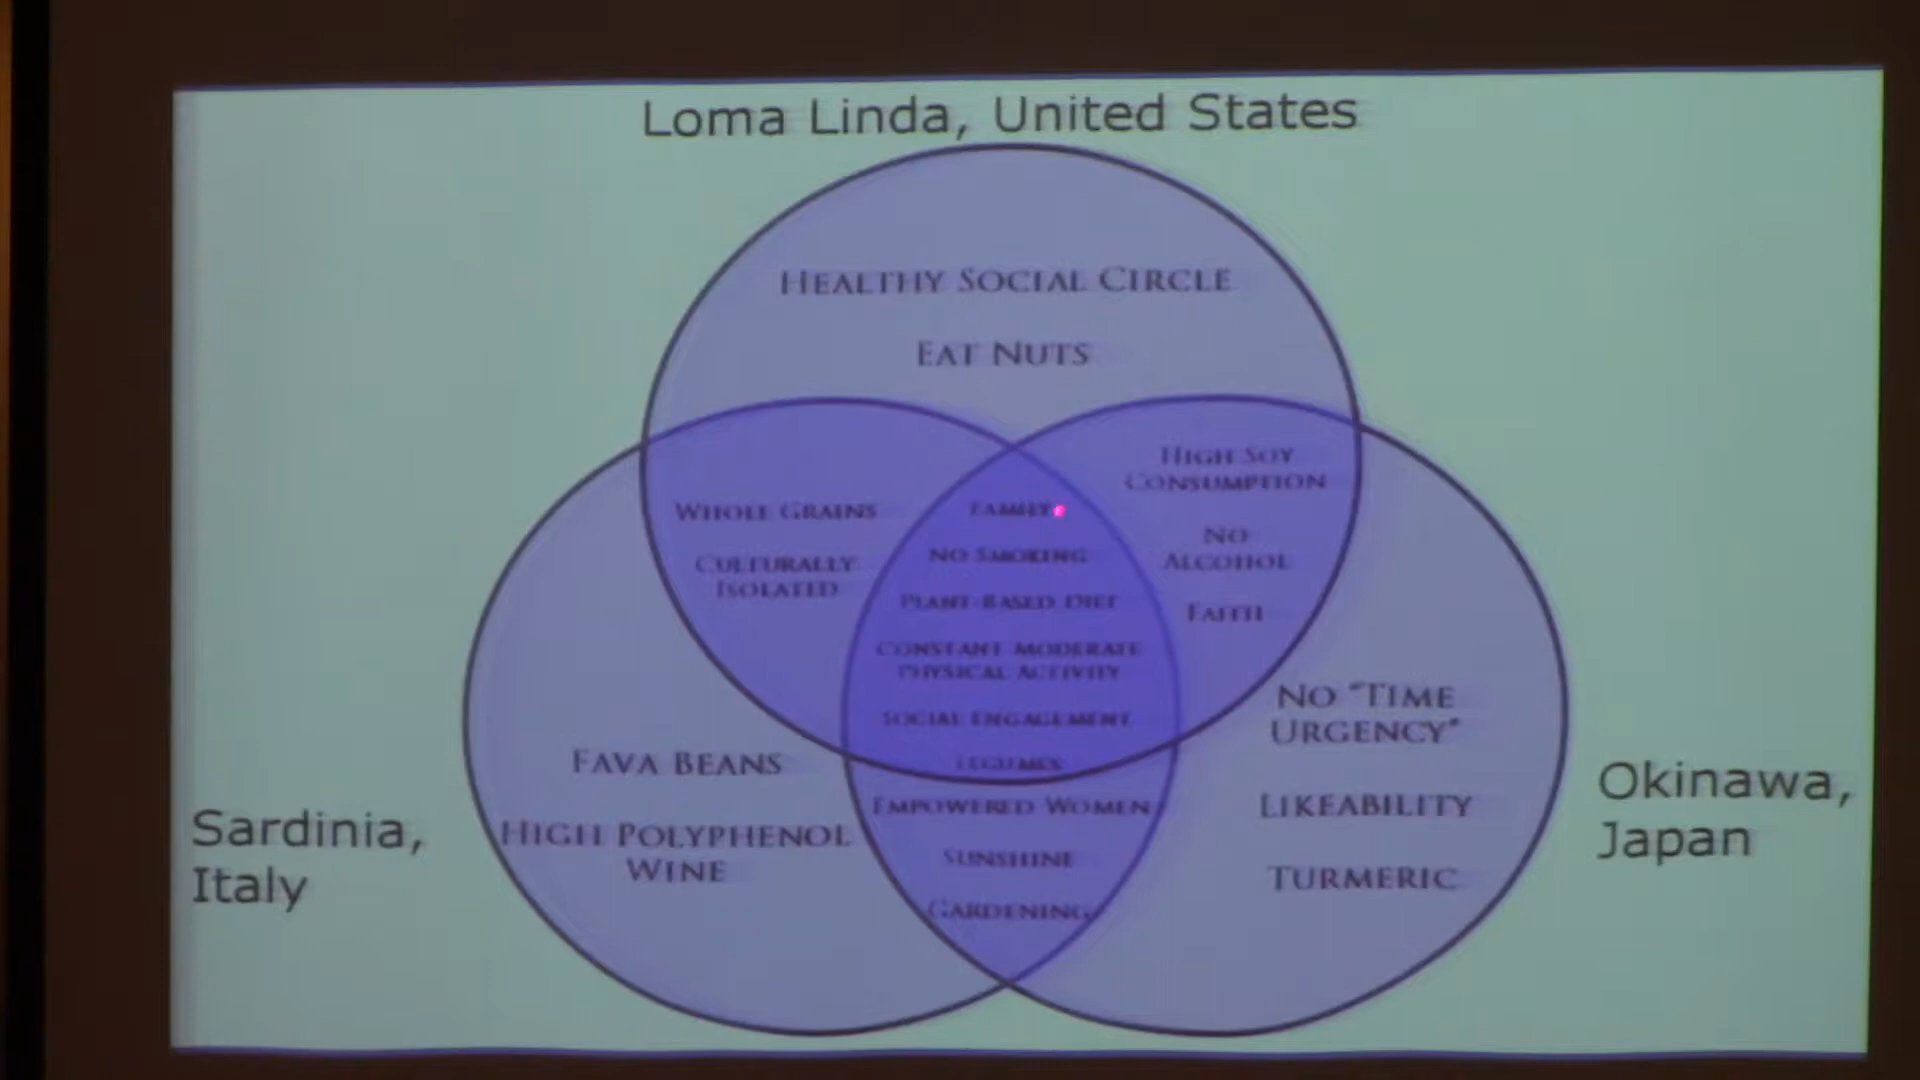 Loma Linda, United States
HEALTHY SOCIAL CIRCLE
EAT NUTS
HIGH SOY
CONSUMPTION
WHOLE GRAINS
FAMILY
NO
ALCOHOL
NO SMOKING
CULTURALLY
ISOLATED
PLANT-BASED DIET
FAITH
CONSTANT MODERATE
PHYSICAL ACTIVITY
SOCIAL ENGAGEMENT
LEGUMES
NO "TIME
URGENCY"
FAVA BEANS
EMPOWERED WOMEN
LIKEABILITY
HIGH POLYPHENOL
WINE
SUNSHINE
TURMERIC
GARDENING
Sardinia,
Italy
Okinawa,
Japan